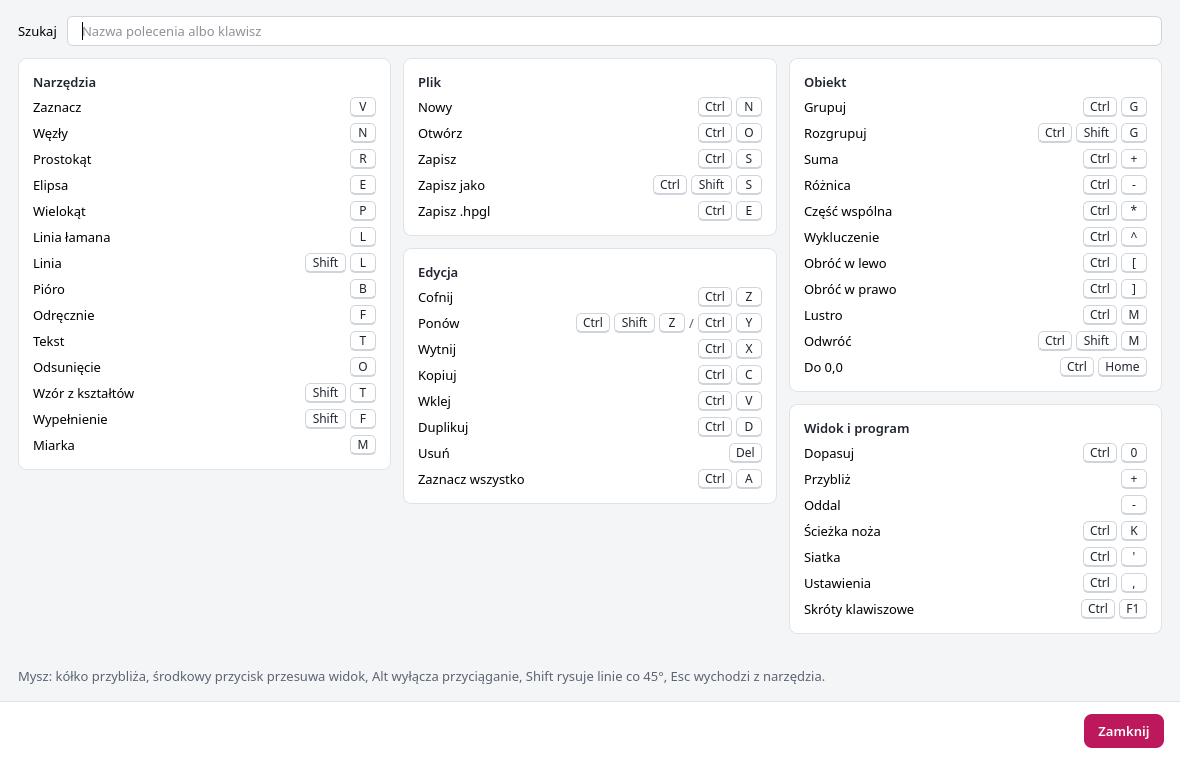 Szukaj Nazwa polecenia albo klawisz
Narzędzia
Zaznacz V
Węzły N
Prostokąt R
Elipsa E
Wielokąt P
Linia łamana L
Linia Shift L
Pióro B
Odręcznie F
Tekst T
Odsunięcie O
Wzór z kształtów Shift T
Wypełnienie Shift F
Miarka M
Plik
Nowy Ctrl N
Otwórz Ctrl O
Zapisz Ctrl S
Zapisz jako Ctrl Shift S
Zapisz .hpgl Ctrl E
Edycja
Cofnij Ctrl Z
Ponów Ctrl Shift Z / Ctrl Y
Wytnij Ctrl X
Kopiuj Ctrl C
Wklej Ctrl V
Duplikuj Ctrl D
Usuń Del
Zaznacz wszystko Ctrl A
Obiekt
Grupuj Ctrl G
Rozgrupuj Ctrl Shift G
Suma Ctrl +
Różnica Ctrl -
Część wspólna Ctrl *
Wykluczenie Ctrl ^
Obróć w lewo Ctrl [
Obróć w prawo Ctrl ]
Lustro Ctrl M
Odwróć Ctrl Shift M
Do 0,0 Ctrl Home
Widok i program
Dopasuj Ctrl 0
Przybliż +
Oddal -
Ścieżka noża Ctrl K
Siatka Ctrl '
Ustawienia Ctrl ,
Skróty klawiszowe Ctrl F1
Mysz: kółko przybliża, środkowy przycisk przesuwa widok, Alt wyłącza przyciąganie, Shift rysuje linie co 45°, Esc wychodzi z narzędzia.
Zamknij